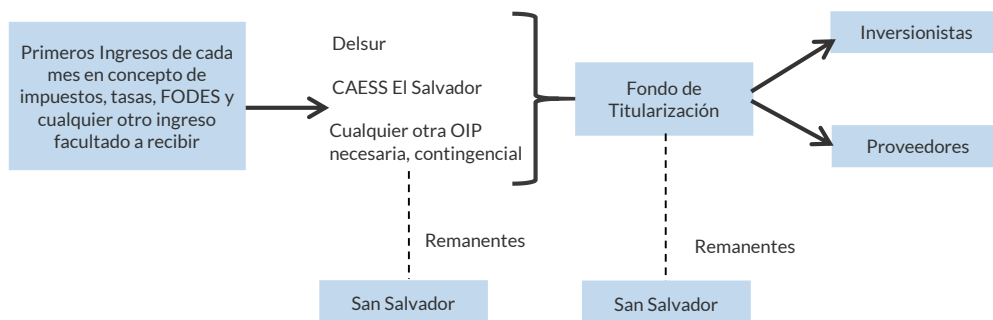 Primeros Ingresos de cada
mes en concepto de
impuestos, tasas, FODES y
cualquier otro ingreso
facultado a recibir
Delsur
CAESS El Salvador
Cualquier otra OIP
necesaria, contingencial
Fondo de
Titularización
Inversionistas
Proveedores
Remanentes
Remanentes
San Salvador
San Salvador